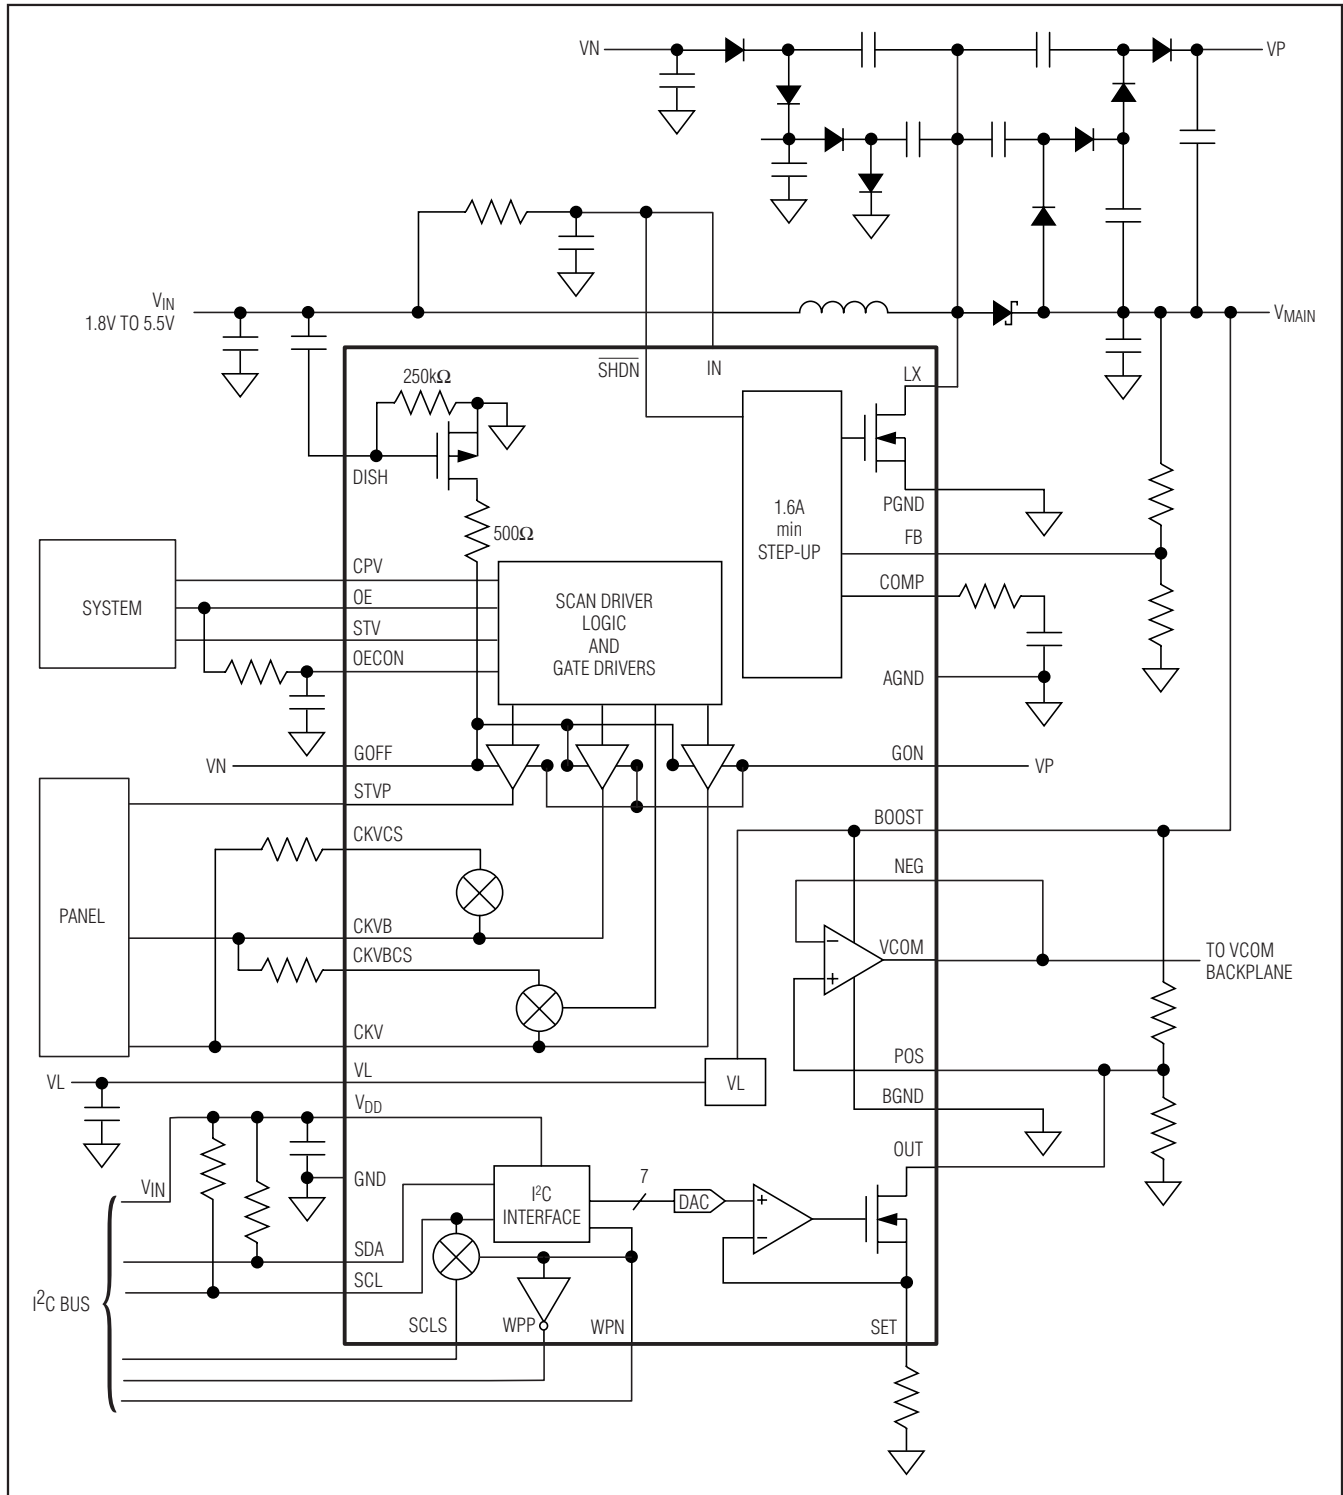 VN
VP
VIN
1.8V TO 5.5V
VMAIN
SHDN
IN
LX
250kΩ
DISH
500Ω
1.6A
min
STEP-UP
PGND
FB
COMP
AGND
SYSTEM
CPV
OE
STV
OECON
SCAN DRIVER
LOGIC
AND
GATE DRIVERS
VN
GOFF
GON
VP
STVP
BOOST
CKVCS
NEG
PANEL
CKVB
VCOM
TO VCOM
BACKPLANE
CKVBCS
CKV
POS
VL
VL
VL
BGND
VDD
OUT
VIN
GND
I²C
INTERFACE
7
DAC
SDA
SCL
I²C BUS
SCLS
WPP
WPN
SET
−
+
+
−